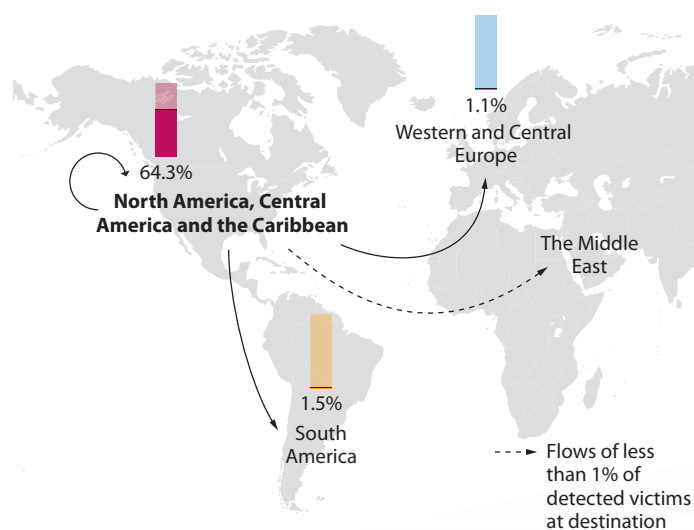 1.1%
Western and Central
Europe
64.3%
North America, Central
America and the Caribbean
The Middle
East
1.5%
South
America
Flows of less
than 1% of
detected victims
at destination